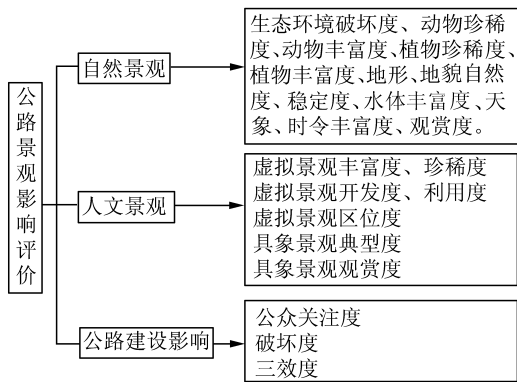 公路景观影响评价
自然景观
生态环境破坏度、动物珍稀
度、动物丰富度、植物珍稀度、
植物丰富度、地形、地貌自然
度、稳定度、水体丰富度、天
象、时令丰富度、观赏度。
人文景观
虚拟景观丰富度、珍稀度
虚拟景观开发度、利用度
虚拟景观区位度
具象景观典型度
具象景观观赏度
公路建设影响
公众关注度
破坏度
三效度